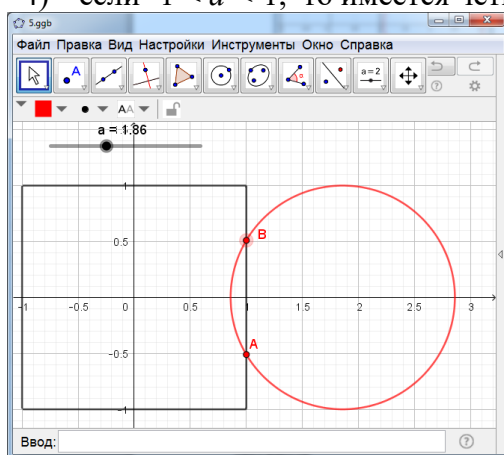 4) если -1 < a < 1, то имеется чет
5.ggb
Файл Правка Вид Настройки Инструменты Окно Справка
A
a=2
AA
a = 1.86
1
0.5
B
-1 -0.5 0 0.5 1 1.5 2 2.5 3
A
-0.5
-1
Ввод: